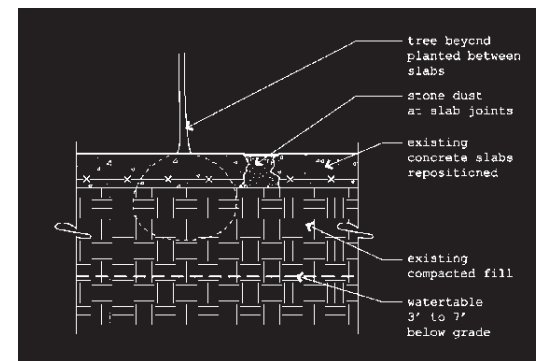 tree beyond
planted between
slabs
stone dust
at slab joints
existing
concrete slabs
repositioned
existing
compacted fill
watertable
3' to 7'
below grade